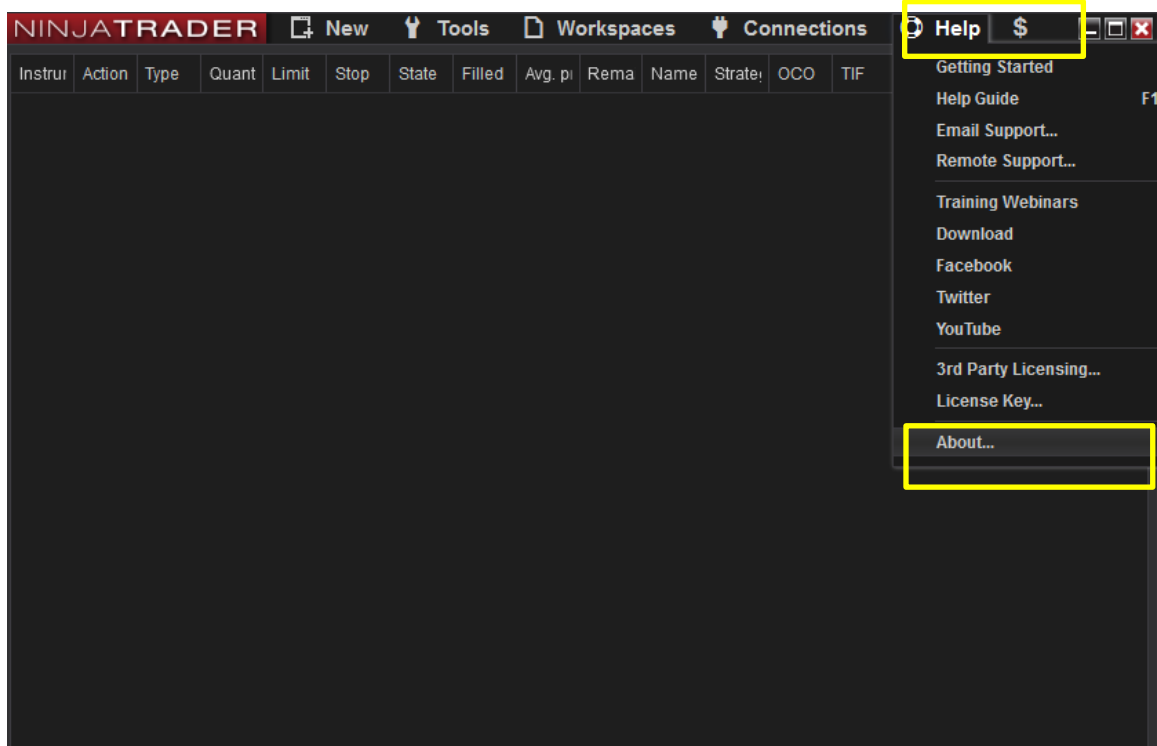 NINJATRADER New Tools Workspaces Connections Help $
Instrur Action Type Quant Limit Stop State Filled Avg. pi Rema Name Strate OCO TIF
Getting Started
Help Guide F1
Email Support...
Remote Support...
Training Webinars
Download
Facebook
Twitter
YouTube
3rd Party Licensing...
License Key...
About...